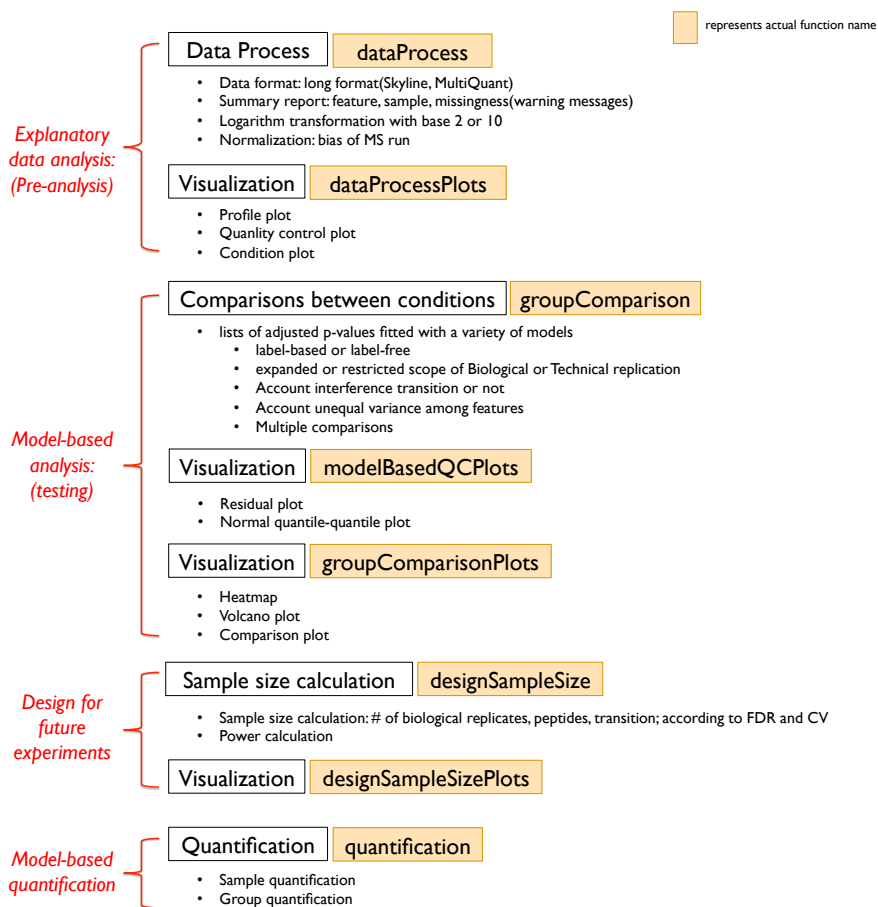 represents actual function name
Data Process dataProcess
• Data format: long format(Skyline, MultiQuant)
• Summary report: feature, sample, missingness(warning messages)
• Logarithm transformation with base 2 or 10
• Normalization: bias of MS run
Explanatory
data analysis:
(Pre-analysis)
Visualization dataProcessPlots
• Profile plot
• Quanlity control plot
• Condition plot
Comparisons between conditions groupComparison
• lists of adjusted p-values fitted with a variety of models
• label-based or label-free
• expanded or restricted scope of Biological or Technical replication
• Account interference transition or not
• Account unequal variance among features
• Multiple comparisons
Model-based
analysis:
(testing)
Visualization modelBasedQCPlots
• Residual plot
• Normal quantile-quantile plot
Visualization groupComparisonPlots
• Heatmap
• Volcano plot
• Comparison plot
Design for
future
experiments
Sample size calculation designSampleSize
• Sample size calculation: # of biological replicates, peptides, transition; according to FDR and CV
• Power calculation
Visualization designSampleSizePlots
Model-based
quantification
Quantification quantification
• Sample quantification
• Group quantification